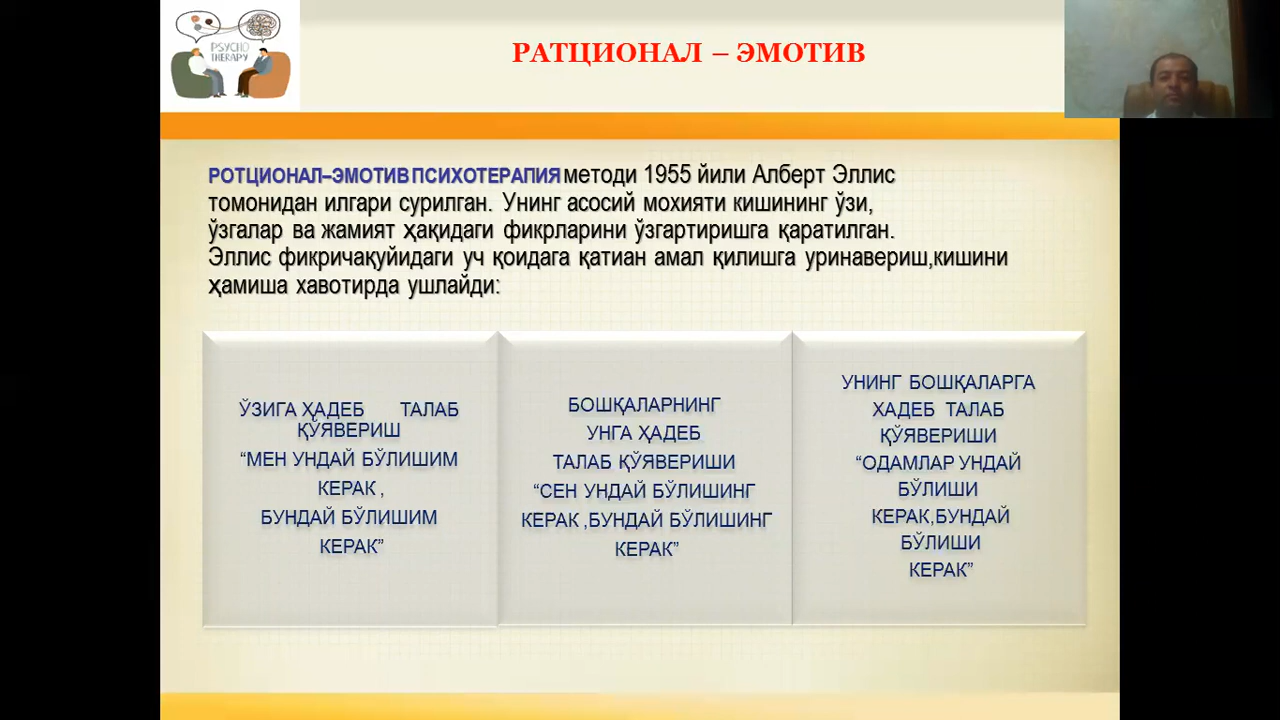 PSYCHO
THERAPY
РАТЦИОНАЛ – ЭМОТИВ
РОТЦИОНАЛ–ЭМОТИВ ПСИХОТЕРАПИЯ методи 1955 йили Алберт Эллис
томонидан илгари сурилган. Унинг асосий мохияти кишининг ўзи,
ўзгалар ва жамият ҳақидаги фикрларини ўзгартиришга қаратилган.
Эллис фикричақуйидаги уч қоидага қатиан амал қилишга уринавериш,кишини
ҳамиша хавотирда ушлайди:
ЎЗИГА ҲАДЕБ ТАЛАБ
ҚЎЯВЕРИШ
“МЕН УНДАЙ БЎЛИШИМ
КЕРАК ,
БУНДАЙ БЎЛИШИМ
КЕРАК”
БОШҚАЛАРНИНГ
УНГА ҲАДЕБ
ТАЛАБ ҚЎЯВЕРИШИ
“СЕН УНДАЙ БЎЛИШИНГ
КЕРАК ,БУНДАЙ БЎЛИШИНГ
КЕРАК”
УНИНГ БОШҚАЛАРГА
ХАДЕБ ТАЛАБ
ҚЎЯВЕРИШИ
“ОДАМЛАР УНДАЙ
БЎЛИШИ
КЕРАК,БУНДАЙ
БЎЛИШИ
КЕРАК”